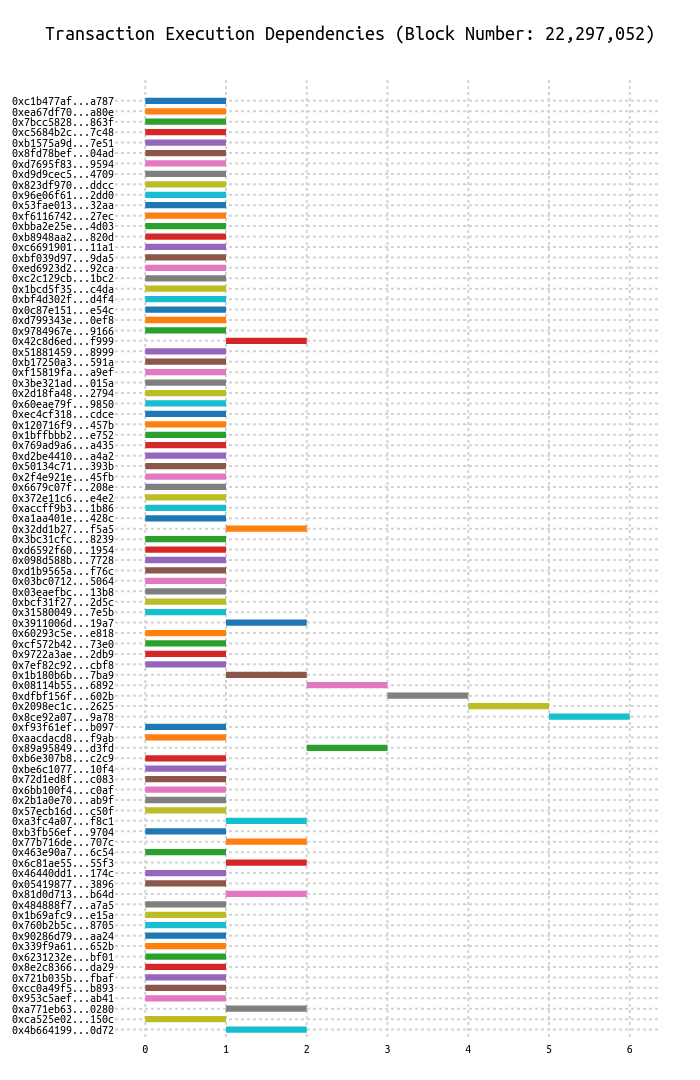 Transaction Execution Dependencies (Block Number: 22,297,052)
0xc1b477af...a787
0xea67df70...a80e
0x7bcc5828...863f
0xc5684b2c...7c48
0xb1575a9d...7e51
0x8fd78bef...04ad
0xd7695f83...9594
0xd9d9cec5...4709
0x823df970...ddcc
0x96e06f61...2dd0
0x53fae013...32aa
0xf6116742...27ec
0xbba2e25e...4d03
0xb8948aa2...820d
0xc6691901...11a1
0xbf039d97...9da5
0xed6923d2...92ca
0xc2c129cb...1bc2
0x1bcd5f35...c4da
0xbf4d302f...d4f4
0x0c87e151...e54c
0xd799343e...0ef8
0x9784967e...9166
0x42c8d6ed...f999
0x51881459...8999
0xb17250a3...591a
0xf15819fa...a9ef
0x3be321ad...015a
0x2d18fa48...2794
0x60eae79f...9850
0xec4cf318...cdce
0x120716f9...457b
0x1bffbbb2...e752
0x769ad9a6...a435
0xd2be4410...a4a2
0x50134c71...393b
0x2f4e921e...45fb
0x6679c07f...208e
0x372e11c6...e4e2
0xaccff9b3...1b86
0xa1aa401e...428c
0x32dd1b27...f5a5
0x3bc31cfc...8239
0xd6592f60...1954
0x098d588b...7728
0xd1b9565a...f76c
0x03bc0712...5064
0x03eaefbc...13b8
0xbcf31f27...2d5c
0x31580049...7e5b
0x3911006d...19a7
0x60293c5e...e818
0xcf572b42...73e0
0x9722a3ae...2db9
0x7ef82c92...cbf8
0x1b180b6b...7ba9
0x08114b55...6892
0xdfbf156f...602b
0x2098ec1c...2625
0x8ce92a07...9a78
0xf93f61ef...b097
0xaacdacd8...f9ab
0x89a95849...d3fd
0xb6e307b8...c2c9
0xbe6c1077...10f4
0x72d1ed8f...c083
0x6bb100f4...c0af
0x2b1a0e70...ab9f
0x57ecb16d...c50f
0xa3fc4a07...f8c1
0xb3fb56ef...9704
0x77b716de...707c
0x463e90a7...6c54
0x6c81ae55...55f3
0x46440dd1...174c
0x05419877...3896
0x81d0d713...b64d
0x484888f7...a7a5
0x1b69afc9...e15a
0x760b2b5c...8705
0x90286d79...aa24
0x339f9a61...652b
0x6231232e...bf01
0x8e2c8366...da29
0x721b035b...fbaf
0xcc0a49f5...b893
0x953c5aef...ab41
0xa771eb63...0280
0xca525e02...150c
0x4b664199...0d72
0 1 2 3 4 5 6